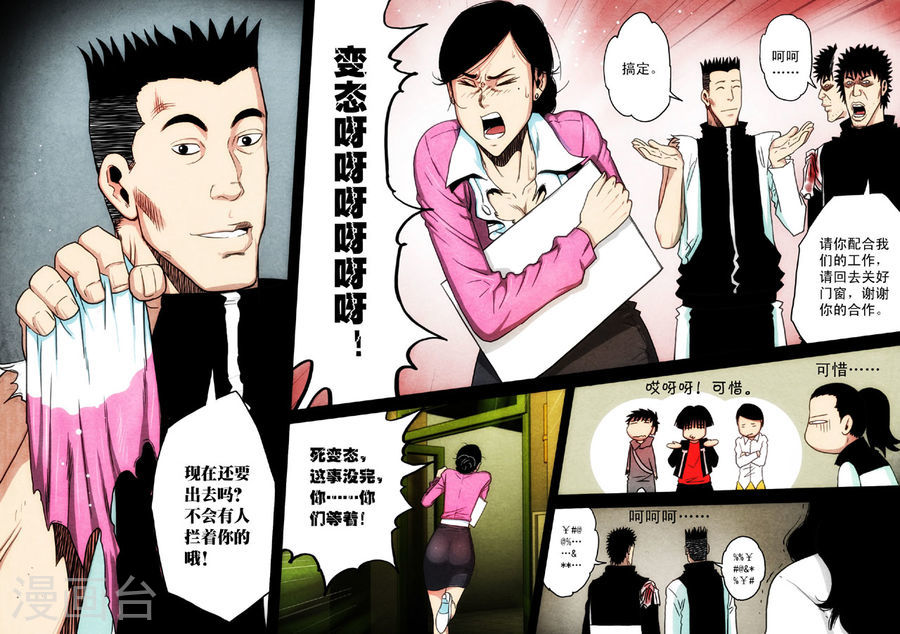 现在还要
出去吗？
不会有人
拦着你的
哦！
变态呀呀呀呀呀呀！
搞定。
呵呵
……
请你配合我
们的工作，
请回去关好
门窗，谢谢
你的合作。
死变态，
这事没完，
你……你
们等着！
可惜……
哎呀呀！可惜。
呵呵呵……
漫画台